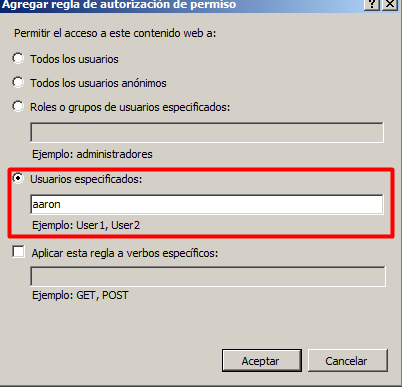 Agregar regla de autorización de permiso
Permitir el acceso a este contenido web a:
Todos los usuarios
Todos los usuarios anónimos
Roles o grupos de usuarios especificados:
Ejemplo: administradores
Usuarios especificados:
aaron
Ejemplo: User1, User2
Aplicar esta regla a verbos específicos:
Ejemplo: GET, POST
Aceptar Cancelar